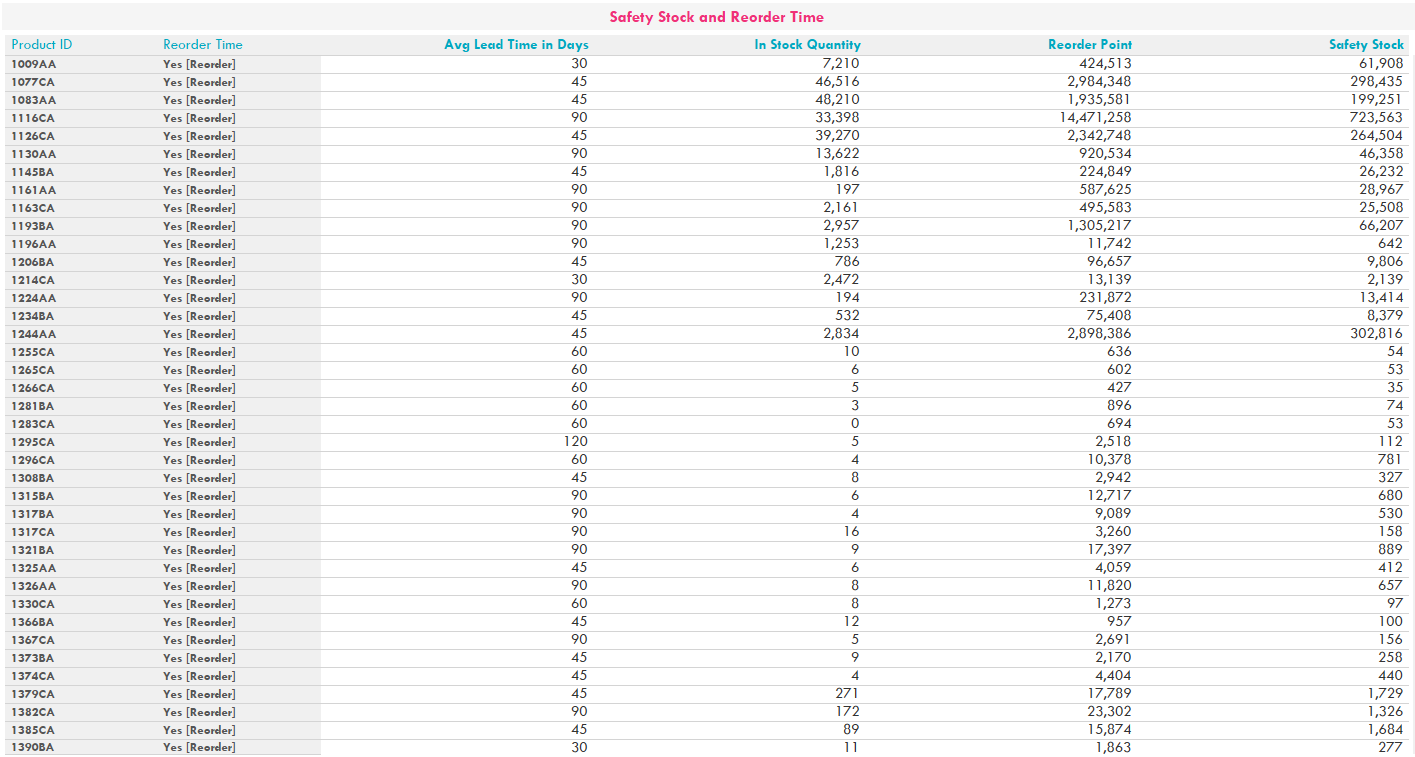 Safety Stock and Reorder Time
Product ID Reorder Time Avg Lead Time in Days In Stock Quantity Reorder Point Safety Stock
1009AA Yes [Reorder] 30 7,210 424,513 61,908
1077CA Yes [Reorder] 45 46,516 2,984,348 298,435
1083AA Yes [Reorder] 45 48,210 1,935,581 199,251
1116CA Yes [Reorder] 90 33,398 14,471,258 723,563
1126CA Yes [Reorder] 45 39,270 2,342,748 264,504
1130AA Yes [Reorder] 90 13,622 920,534 46,358
1145BA Yes [Reorder] 45 1,816 224,849 26,232
1161AA Yes [Reorder] 90 197 587,625 28,967
1163CA Yes [Reorder] 90 2,161 495,583 25,508
1193BA Yes [Reorder] 90 2,957 1,305,217 66,207
1196AA Yes [Reorder] 90 1,253 11,742 642
1206BA Yes [Reorder] 45 786 96,657 9,806
1214CA Yes [Reorder] 30 2,472 13,139 2,139
1224AA Yes [Reorder] 90 194 231,872 13,414
1234BA Yes [Reorder] 45 532 75,408 8,379
1244AA Yes [Reorder] 45 2,834 2,898,386 302,816
1255CA Yes [Reorder] 60 10 636 54
1265CA Yes [Reorder] 60 6 602 53
1266CA Yes [Reorder] 60 5 427 35
1281BA Yes [Reorder] 60 3 896 74
1283CA Yes [Reorder] 60 0 694 53
1295CA Yes [Reorder] 120 5 2,518 112
1296CA Yes [Reorder] 60 4 10,378 781
1308BA Yes [Reorder] 45 8 2,942 327
1315BA Yes [Reorder] 90 6 12,717 680
1317BA Yes [Reorder] 90 4 9,089 530
1317CA Yes [Reorder] 90 16 3,260 158
1321BA Yes [Reorder] 90 9 17,397 889
1325AA Yes [Reorder] 45 6 4,059 412
1326AA Yes [Reorder] 90 8 11,820 657
1330CA Yes [Reorder] 60 8 1,273 97
1366BA Yes [Reorder] 45 12 957 100
1367CA Yes [Reorder] 90 5 2,691 156
1373BA Yes [Reorder] 45 9 2,170 258
1374CA Yes [Reorder] 45 4 4,404 440
1379CA Yes [Reorder] 45 271 17,789 1,729
1382CA Yes [Reorder] 90 172 23,302 1,326
1385CA Yes [Reorder] 45 89 15,874 1,684
1390BA Yes [Reorder] 30 11 1,863 277